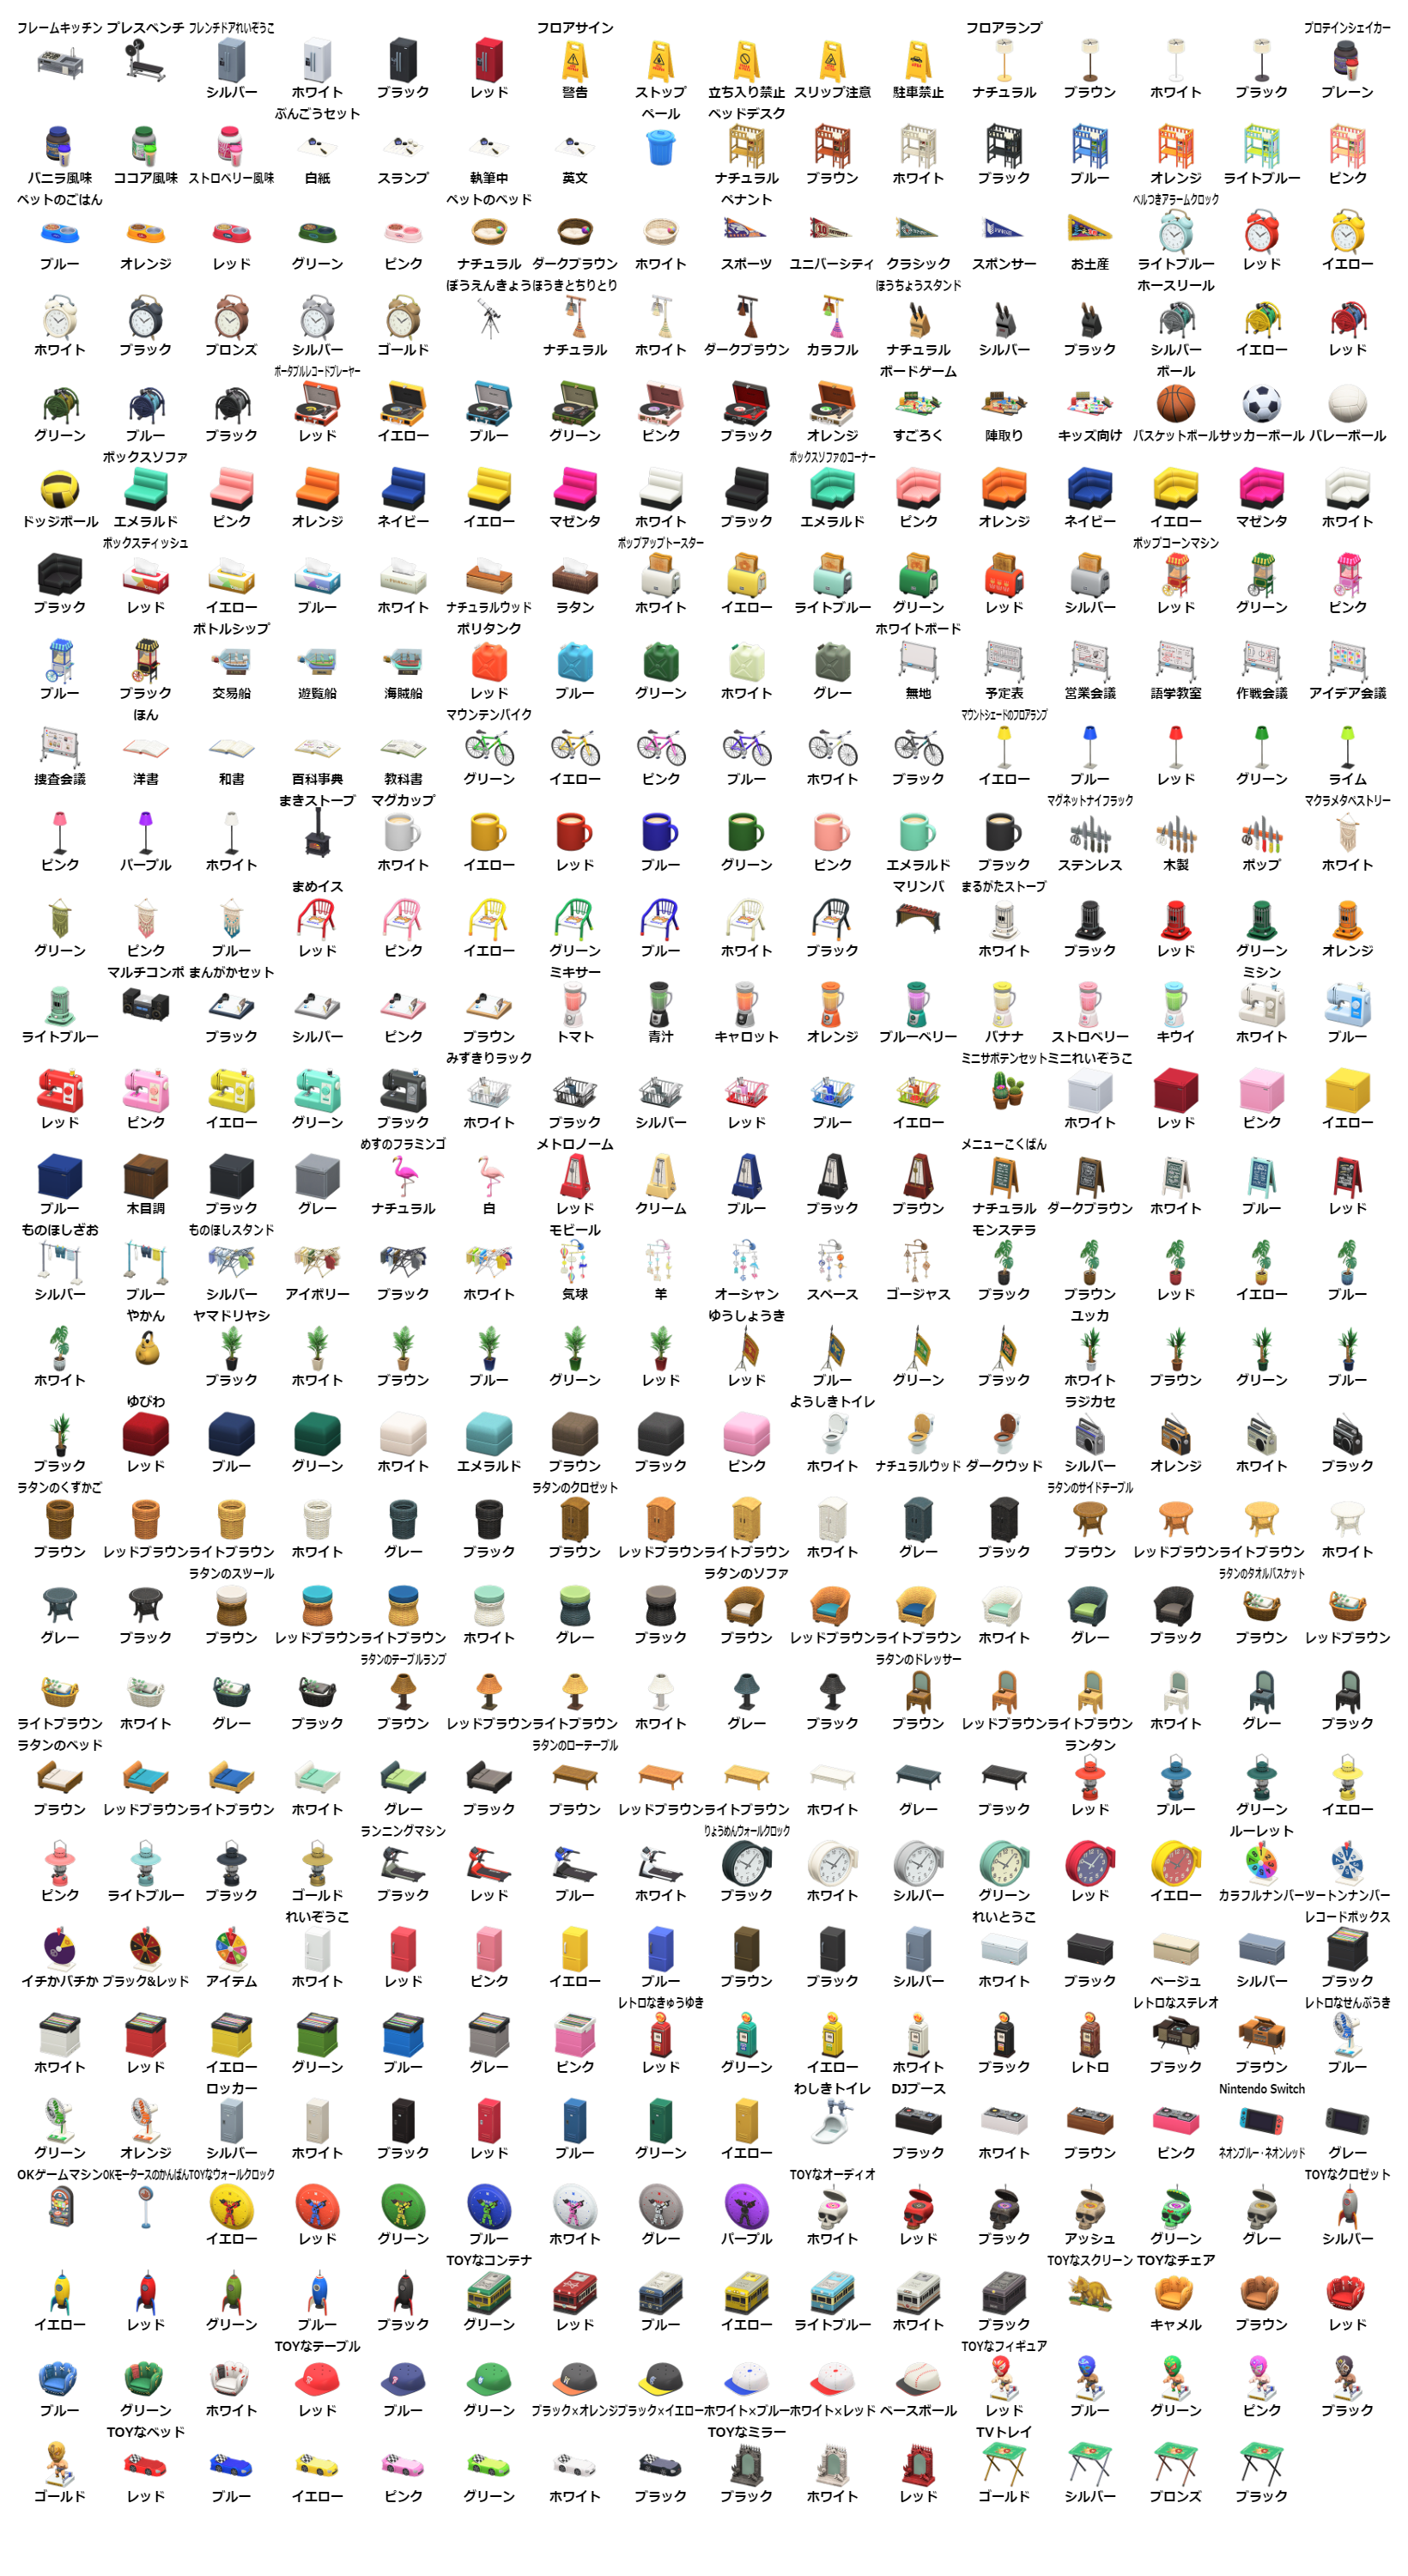 フレームキッチン プレスベンチ フレンチドアれいぞうこ フロアサイン フロアランプ プロテインシェイカー
シルバー ホワイト ブラック レッド 警告 ストップ 立ち入り禁止 スリップ注意 駐車禁止 ナチュラル ブラウン ホワイト ブラック プレーン
ぶんごうセット ペール ベッドデスク
バニラ風味 ココア風味 ストロベリー風味 白紙 スランプ 執筆中 英文 ナチュラル ブラウン ホワイト ブラック ブルー オレンジ ライトブルー ピンク
ペットのごはん ペットのベッド ペナント ベルつきアラームクロック
ブルー オレンジ レッド グリーン ピンク ナチュラル ダークブラウン ホワイト スポーツ ユニバーシティ クラシック スポンサー お土産 ライトブルー レッド イエロー
ぼうえんきょう ほうきとちりとり ほうちょうスタンド ホースリール
ホワイト ブラック ブロンズ シルバー ゴールド ナチュラル ホワイト ダークブラウン カラフル ナチュラル シルバー ブラック シルバー イエロー レッド
ポータブルレコードプレーヤー ボードゲーム ボール
グリーン ブルー ブラック レッド イエロー ブルー グリーン ピンク ブラック オレンジ すごろく 陣取り キッズ向け バスケットボール サッカーボール バレーボール
ボックスソファ ボックスソファのコーナー
ドッジボール エメラルド ピンク オレンジ ネイビー イエロー マゼンタ ホワイト ブラック エメラルド ピンク オレンジ ネイビー イエロー マゼンタ ホワイト
ボックスティッシュ ポップアップトースター ポップコーンマシン
ブラック レッド イエロー ブルー ホワイト ナチュラルウッド ラタン ホワイト イエロー ライトブルー グリーン レッド シルバー レッド グリーン ピンク
ボトルシップ ポリタンク ホワイトボード
ブルー ブラック 交易船 遊覧船 海賊船 レッド ブルー グリーン ホワイト グレー 無地 予定表 営業会議 語学教室 作戦会議 アイデア会議
ほん マウンテンバイク マウントシェードのフロアランプ
捜査会議 洋書 和書 百科事典 教科書 グリーン イエロー ピンク ブルー ホワイト ブラック イエロー ブルー レッド グリーン ライム
まきストーブ マグカップ マグネットナイフラック マクラメタペストリー
ピンク パープル ホワイト ホワイト イエロー レッド ブルー グリーン ピンク エメラルド ブラック ステンレス 木製 ポップ ホワイト
まめイス マリンバ まるがたストーブ
グリーン ピンク ブルー レッド ピンク イエロー グリーン ブルー ホワイト ブラック ホワイト ブラック レッド グリーン オレンジ
マルチコンポ まんがかセット ミキサー ミシン
ライトブルー ブラック シルバー ピンク ブラウン トマト 青汁 キャロット オレンジ ブルーベリー バナナ ストロベリー キウイ ホワイト ブルー
みずきりラック ミニサボテンセット ミニれいぞうこ
レッド ピンク イエロー グリーン ブラック ホワイト ブラック シルバー レッド ブルー イエロー ホワイト レッド ピンク イエロー
めすのフラミンゴ メトロノーム メニューこくばん
ブルー 木目調 ブラック グレー ナチュラル 白 レッド クリーム ブルー ブラック ブラウン ナチュラル ダークブラウン ホワイト ブルー レッド
ものほしざお ものほしスタンド モビール モンステラ
シルバー ブルー シルバー アイボリー ブラック ホワイト 気球 羊 オーシャン スペース ゴージャス ブラック ブラウン レッド イエロー ブルー
やかん ヤマドリヤシ ゆうしょうき ユッカ
ホワイト ブラック ホワイト ブラウン ブルー グリーン レッド レッド ブルー グリーン ブラック ホワイト ブラウン グリーン ブルー
ゆびわ ようしきトイレ ラジカセ
ブラック レッド ブルー グリーン ホワイト エメラルド ブラウン ブラック ピンク ホワイト ナチュラルウッド ダークウッド シルバー オレンジ ホワイト ブラック
ラタンのくずかご ラタンのクロゼット ラタンのサイドテーブル
ブラウン レッドブラウン ライトブラウン ホワイト グレー ブラック ブラウン レッドブラウン ライトブラウン ホワイト グレー ブラック ブラウン レッドブラウン ライトブラウン ホワイト
ラタンのスツール ラタンのソファ ラタンのタオルバスケット
グレー ブラック ブラウン レッドブラウン ライトブラウン ホワイト グレー ブラック ブラウン レッドブラウン ライトブラウン ホワイト グレー ブラック ブラウン レッドブラウン
ラタンのテーブルランプ ラタンのドレッサー
ライトブラウン ホワイト グレー ブラック ブラウン レッドブラウン ライトブラウン ホワイト グレー ブラック ブラウン レッドブラウン ライトブラウン ホワイト グレー ブラック
ラタンのベッド ラタンのローテーブル ランタン
ブラウン レッドブラウン ライトブラウン ホワイト グレー ブラック ブラウン レッドブラウン ライトブラウン ホワイト グレー ブラック レッド ブルー グリーン イエロー
ランニングマシン りょうめんウォールクロック ルーレット
ピンク ライトブルー ブラック ゴールド ブラック レッド ブルー ホワイト ブラック ホワイト シルバー グリーン レッド イエロー カラフルナンバー ツートンナンバー
れいぞうこ れいとうこ レコードボックス
イチかバチか ブラック&レッド アイテム ホワイト レッド ピンク イエロー ブルー ブラウン ブラック シルバー ホワイト ブラック ベージュ シルバー ブラック
レトロなきゅうゆき レトロなステレオ レトロなせんぷうき
ホワイト レッド イエロー グリーン ブルー グレー ピンク レッド グリーン イエロー ホワイト ブラック レトロ ブラック ブラウン ブルー
ロッカー わしきトイレ DJブース Nintendo Switch
グリーン オレンジ シルバー ホワイト ブラック レッド ブルー グリーン イエロー ブラック ホワイト ブラウン ピンク ネオンブルー・ネオンレッド グレー
OKゲームマシン OKモータースのかんばん TOYなウォールクロック TOYなオーディオ TOYなクロゼット
イエロー レッド グリーン ブルー ホワイト グレー パープル ホワイト レッド ブラック アッシュ グリーン グレー シルバー
TOYなコンテナ TOYなスクリーン TOYなチェア
イエロー レッド グリーン ブルー ブラック グリーン レッド ブルー イエロー ライトブルー ホワイト ブラック キャメル ブラウン レッド
TOYなテーブル TOYなフィギュア
ブルー グリーン ホワイト レッド ブルー グリーン ブラック×オレンジ ブラック×イエロー ホワイト×ブルー ホワイト×レッド ベースボール レッド ブルー グリーン ピンク ブラック
TOYなベッド TOYなミラー TVトレイ
ゴールド レッド ブルー イエロー ピンク グリーン ホワイト ブラック ブラック ホワイト レッド ゴールド シルバー ブロンズ ブラック